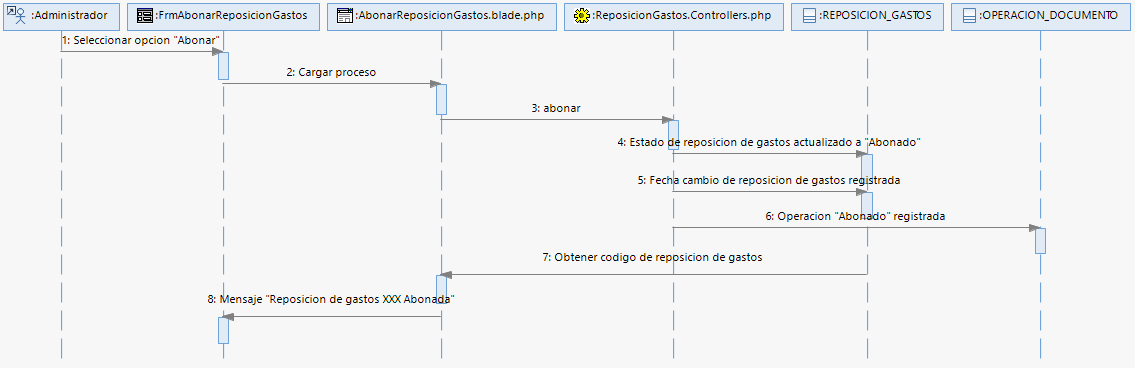 :Administrador
:FrmAbonarReposicionGastos
:AbonarReposicionGastos.blade.php
:ReposicionGastos.Controllers.php
:REPOSICION_GASTOS
:OPERACION_DOCUMENTO
1: Seleccionar opcion "Abonar"
2: Cargar proceso
3: abonar
4: Estado de reposicion de gastos actualizado a "Abonado"
5: Fecha cambio de reposicion de gastos registrada
6: Operacion "Abonado" registrada
7: Obtener codigo de reposicion de gastos
8: Mensaje "Reposicion de gastos XXX Abonada"